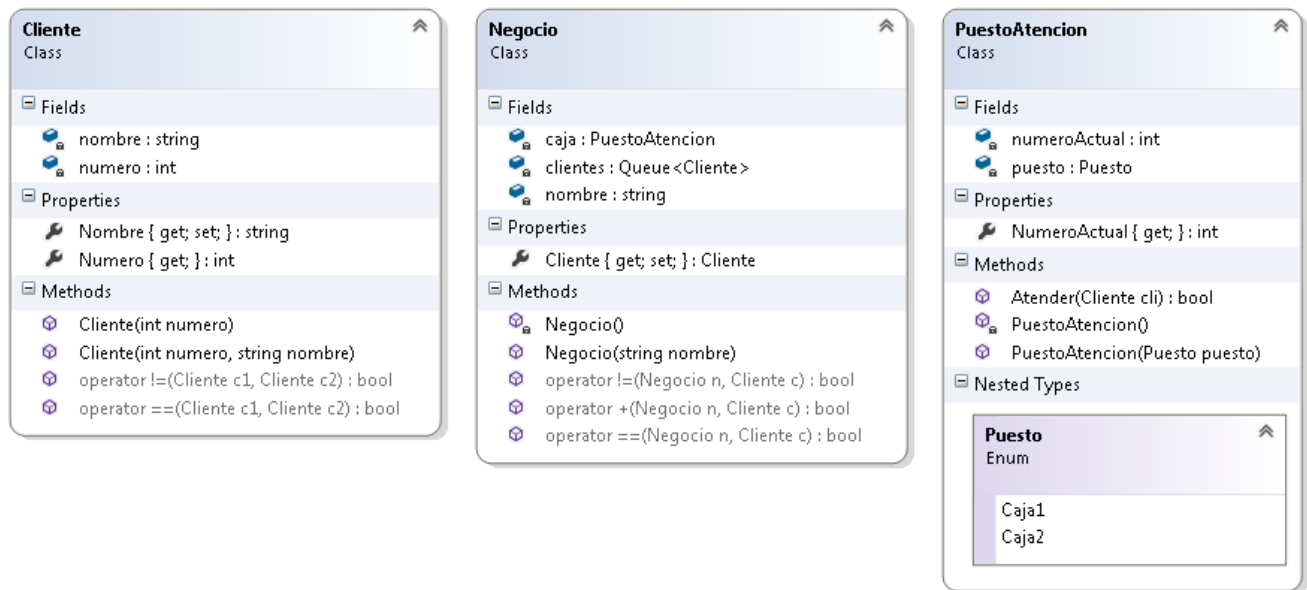 Cliente
Class
Fields
nombre : string
numero : int
Properties
Nombre { get; set; } : string
Numero { get; } : int
Methods
Cliente(int numero)
Cliente(int numero, string nombre)
operator !=(Cliente c1, Cliente c2) : bool
operator ==(Cliente c1, Cliente c2) : bool
Negocio
Class
Fields
caja : PuestoAtencion
clientes : Queue<Cliente>
nombre : string
Properties
Cliente { get; set; } : Cliente
Methods
Negocio()
Negocio(string nombre)
operator !=(Negocio n, Cliente c) : bool
operator +(Negocio n, Cliente c) : bool
operator ==(Negocio n, Cliente c) : bool
PuestoAtencion
Class
Fields
numeroActual : int
puesto : Puesto
Properties
NumeroActual { get; } : int
Methods
Atender(Cliente cli) : bool
PuestoAtencion()
PuestoAtencion(Puesto puesto)
Nested Types
Puesto
Enum
Caja1
Caja2